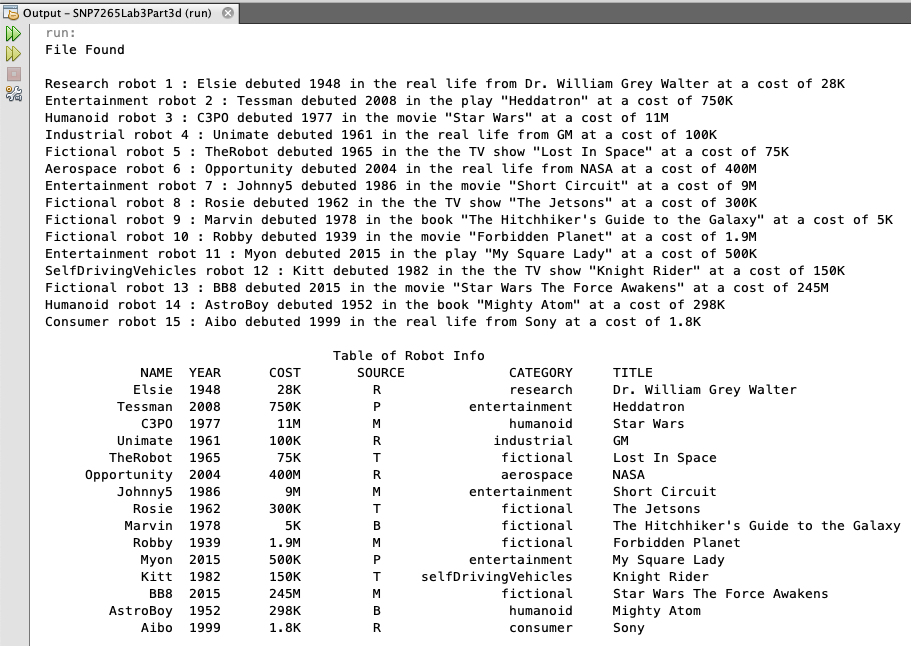 Output – SNP7265Lab3Part3d (run)
run:
File Found
Research robot 1 : Elsie debuted 1948 in the real life from Dr. William Grey Walter at a cost of 28K
Entertainment robot 2 : Tessman debuted 2008 in the play "Heddatron" at a cost of 750K
Humanoid robot 3 : C3PO debuted 1977 in the movie "Star Wars" at a cost of 11M
Industrial robot 4 : Unimate debuted 1961 in the real life from GM at a cost of 100K
Fictional robot 5 : TheRobot debuted 1965 in the the TV show "Lost In Space" at a cost of 75K
Aerospace robot 6 : Opportunity debuted 2004 in the real life from NASA at a cost of 400M
Entertainment robot 7 : Johnny5 debuted 1986 in the movie "Short Circuit" at a cost of 9M
Fictional robot 8 : Rosie debuted 1962 in the the TV show "The Jetsons" at a cost of 300K
Fictional robot 9 : Marvin debuted 1978 in the book "The Hitchhiker's Guide to the Galaxy" at a cost of 5K
Fictional robot 10 : Robby debuted 1939 in the movie "Forbidden Planet" at a cost of 1.9M
Entertainment robot 11 : Myon debuted 2015 in the play "My Square Lady" at a cost of 500K
SelfDrivingVehicles robot 12 : Kitt debuted 1982 in the the TV show "Knight Rider" at a cost of 150K
Fictional robot 13 : BB8 debuted 2015 in the movie "Star Wars The Force Awakens" at a cost of 245M
Humanoid robot 14 : AstroBoy debuted 1952 in the book "Mighty Atom" at a cost of 298K
Consumer robot 15 : Aibo debuted 1999 in the real life from Sony at a cost of 1.8K
Table of Robot Info
NAME YEAR COST SOURCE CATEGORY TITLE
Elsie 1948 28K R research Dr. William Grey Walter
Tessman 2008 750K P entertainment Heddatron
C3PO 1977 11M M humanoid Star Wars
Unimate 1961 100K R industrial GM
TheRobot 1965 75K T fictional Lost In Space
Opportunity 2004 400M R aerospace NASA
Johnny5 1986 9M M entertainment Short Circuit
Rosie 1962 300K T fictional The Jetsons
Marvin 1978 5K B fictional The Hitchhiker's Guide to the Galaxy
Robby 1939 1.9M M fictional Forbidden Planet
Myon 2015 500K P entertainment My Square Lady
Kitt 1982 150K T selfDrivingVehicles Knight Rider
BB8 2015 245M M fictional Star Wars The Force Awakens
AstroBoy 1952 298K B humanoid Mighty Atom
Aibo 1999 1.8K R consumer Sony